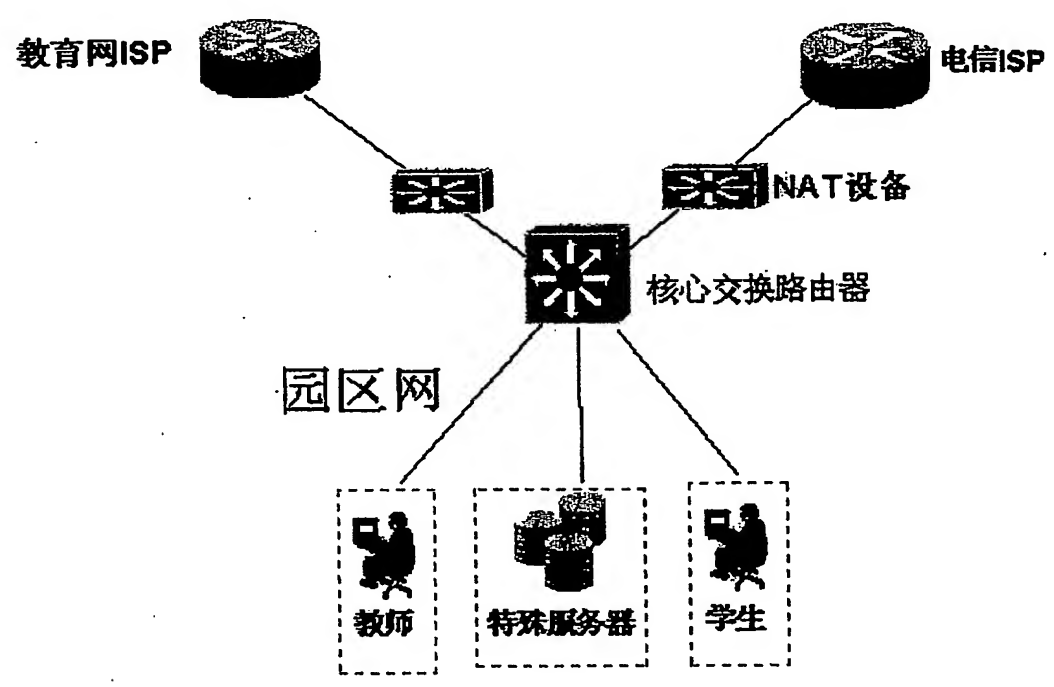 教育网ISP
电信ISP
NAT设备
核心交换路由器
园区网
教师
特殊服务器
学生